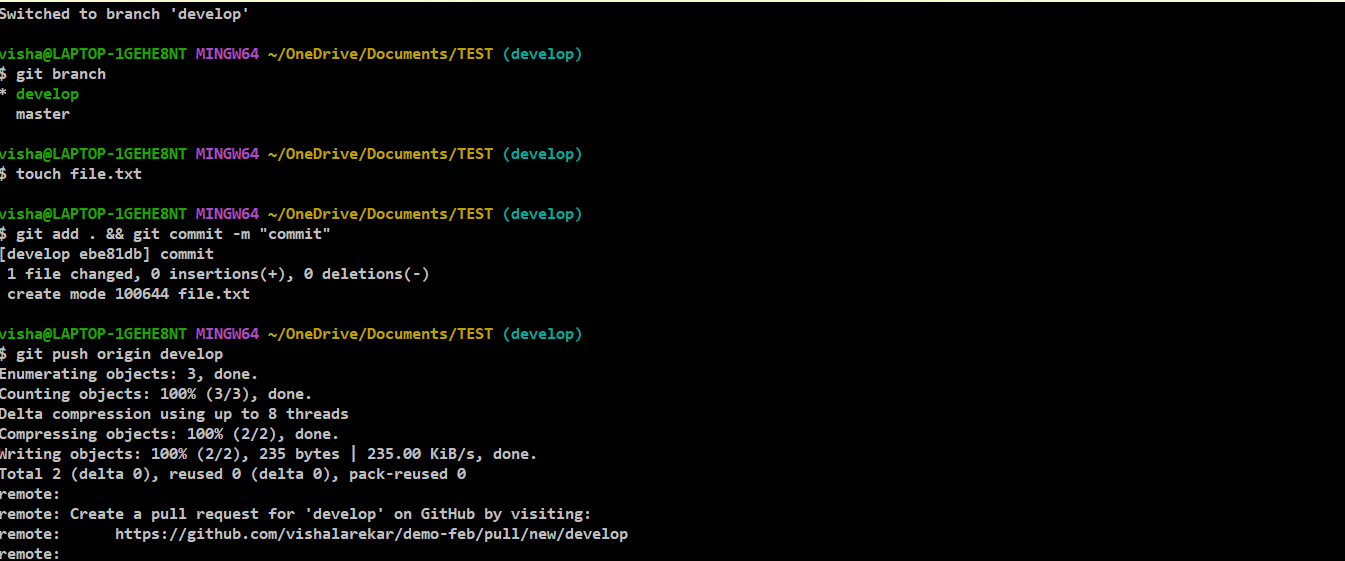 Switched to branch 'develop'
visha@LAPTOP-1GEHE8NT MINGW64 ~/OneDrive/Documents/TEST (develop)
$ git branch
* develop
  master
visha@LAPTOP-1GEHE8NT MINGW64 ~/OneDrive/Documents/TEST (develop)
$ touch file.txt
visha@LAPTOP-1GEHE8NT MINGW64 ~/OneDrive/Documents/TEST (develop)
$ git add . && git commit -m "commit"
[develop ebe81db] commit
 1 file changed, 0 insertions(+), 0 deletions(-)
 create mode 100644 file.txt
visha@LAPTOP-1GEHE8NT MINGW64 ~/OneDrive/Documents/TEST (develop)
$ git push origin develop
Enumerating objects: 3, done.
Counting objects: 100% (3/3), done.
Delta compression using up to 8 threads
Compressing objects: 100% (2/2), done.
Writing objects: 100% (2/2), 235 bytes | 235.00 KiB/s, done.
Total 2 (delta 0), reused 0 (delta 0), pack-reused 0
remote:
remote: Create a pull request for 'develop' on GitHub by visiting:
remote:      https://github.com/vishalarekar/demo-feb/pull/new/develop
remote: